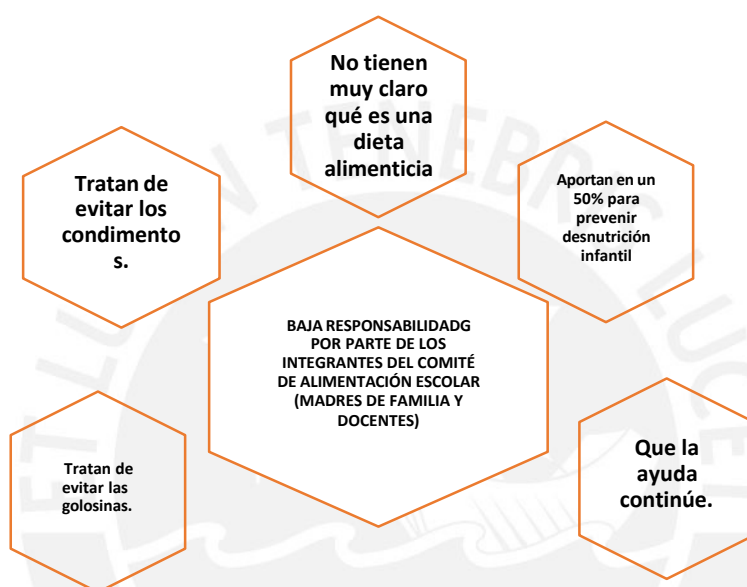 No tienen
muy claro
qué es una
dieta
alimenticia
Tratan de
evitar los
condimento
s.
Aportan en un
50% para
prevenir
desnutrición
infantil
BAJA RESPONSABILIDADG
POR PARTE DE LOS
INTEGRANTES DEL COMITÉ
DE ALIMENTACIÓN ESCOLAR
(MADRES DE FAMILIA Y
DOCENTES)
Tratan de
evitar las
golosinas.
Que la
ayuda
continúe.